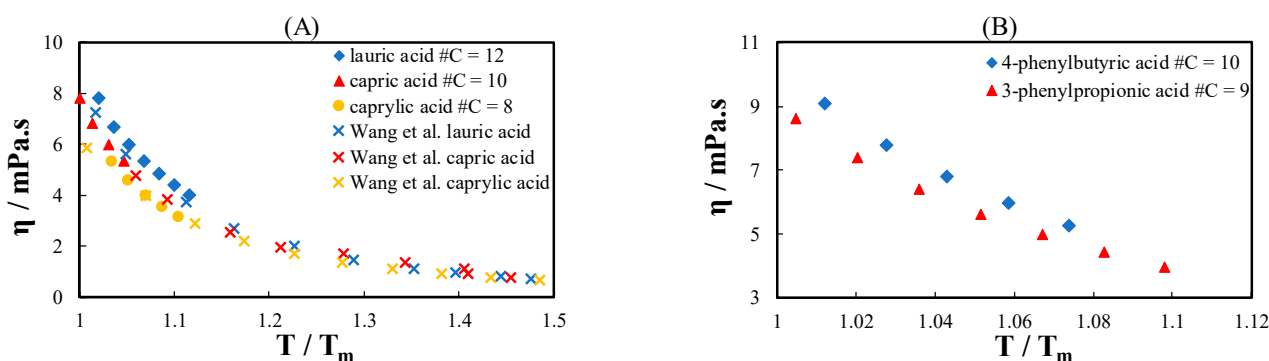 (A)
η / mPa.s
10
8
6
4
2
0
lauric acid #C = 12
capric acid #C = 10
caprylic acid #C = 8
Wang et al. lauric acid
Wang et al. capric acid
Wang et al. caprylic acid
1 1.1 1.2 1.3 1.4 1.5
T / Tm
(B)
η / mPa.s
11
9
7
5
3
4-phenylbutyric acid #C = 10
3-phenylpropionic acid #C = 9
1 1.02 1.04 1.06 1.08 1.1 1.12
T / Tm